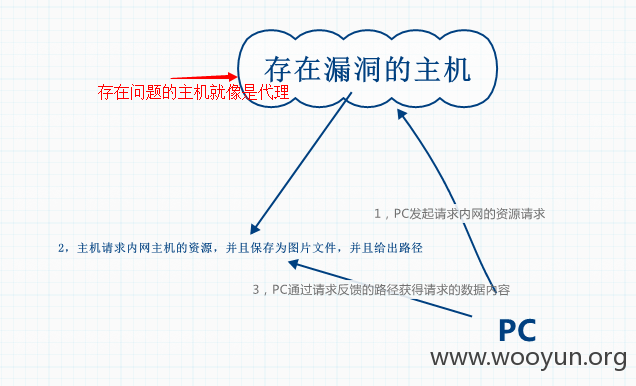 存在漏洞的主机
存在问题的主机就像是代理
1，PC发起请求内网的资源请求
2，主机请求内网主机的资源，并且保存为图片文件，并且给出路径
3，PC通过请求反馈的路径获得请求的数据内容
PC
www.wooyun.org